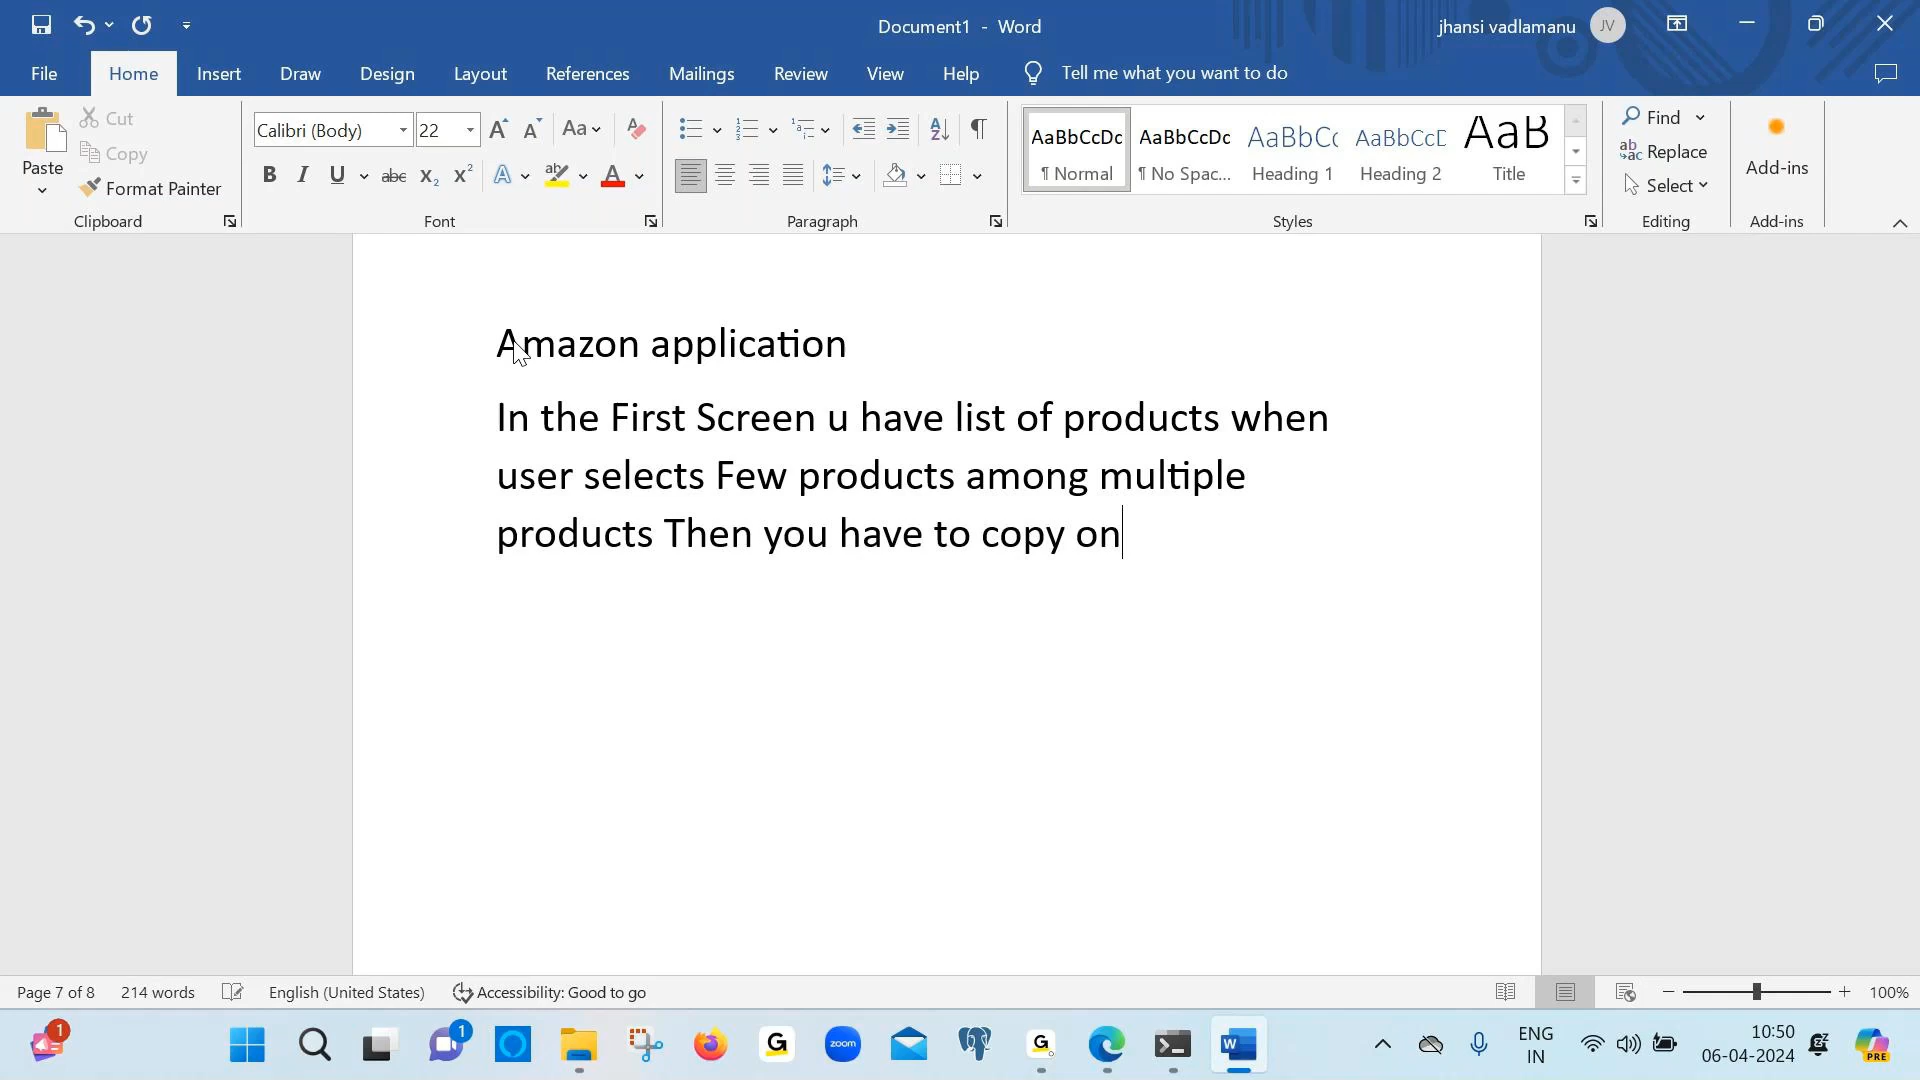 Document1 - Word
jhansi vadlamanu JV
File Home Insert Draw Design Layout References Mailings Review View Help Tell me what you want to do
Paste
Cut
Copy
Format Painter
Clipboard
Calibri (Body) 22
Font
Paragraph
AaBbCcDc AaBbCcDc AaBbCc AaBbCcD AaB
¶ Normal ¶ No Spac... Heading 1 Heading 2 Title
Styles
Find
Replace
Select
Editing
Add-ins
Add-ins
Amazon application
In the First Screen u have list of products when
user selects Few products among multiple
products Then you have to copy on
Page 7 of 8 214 words English (United States) Accessibility: Good to go 100%
1
1
zoom
ENG
IN
10:50
06-04-2024
PRE